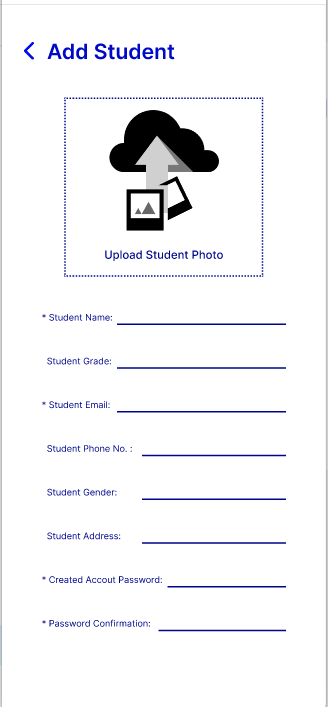 Add Student
Upload Student Photo
* Student Name:
Student Grade:
* Student Email:
Student Phone No. :
Student Gender:
Student Address:
* Created Accout Password:
* Password Confirmation: